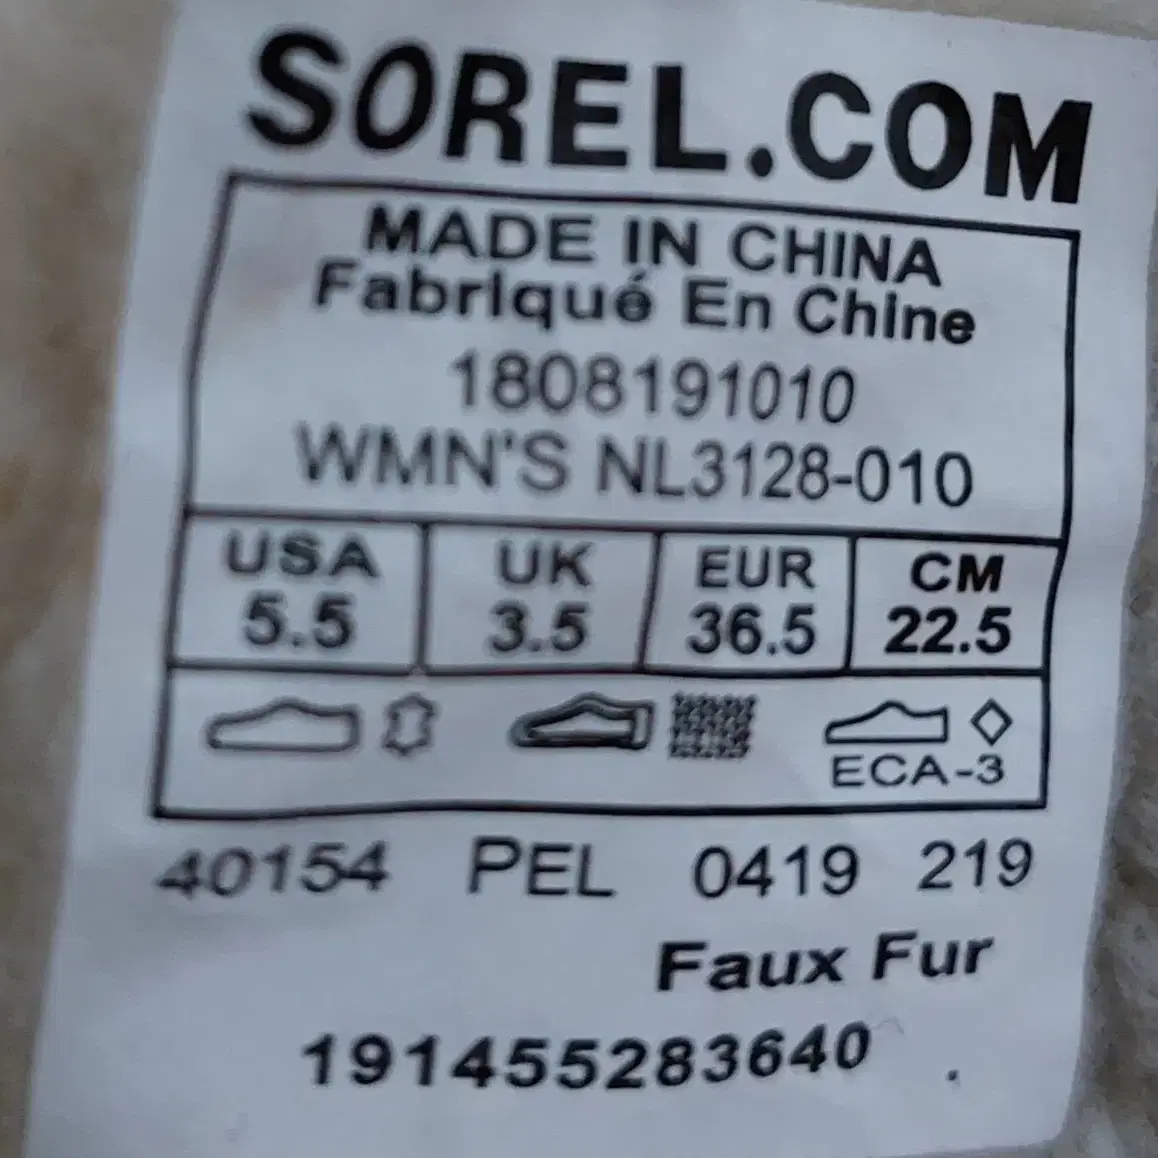 SOREL.COM
MADE IN CHINA
Fabriqué En Chine
1808191010
WMN'S NL3128-010
USA UK EUR CM
5.5 3.5 36.5 22.5
ECA-3
40154 PEL 0419 219
Faux Fur
191455283640